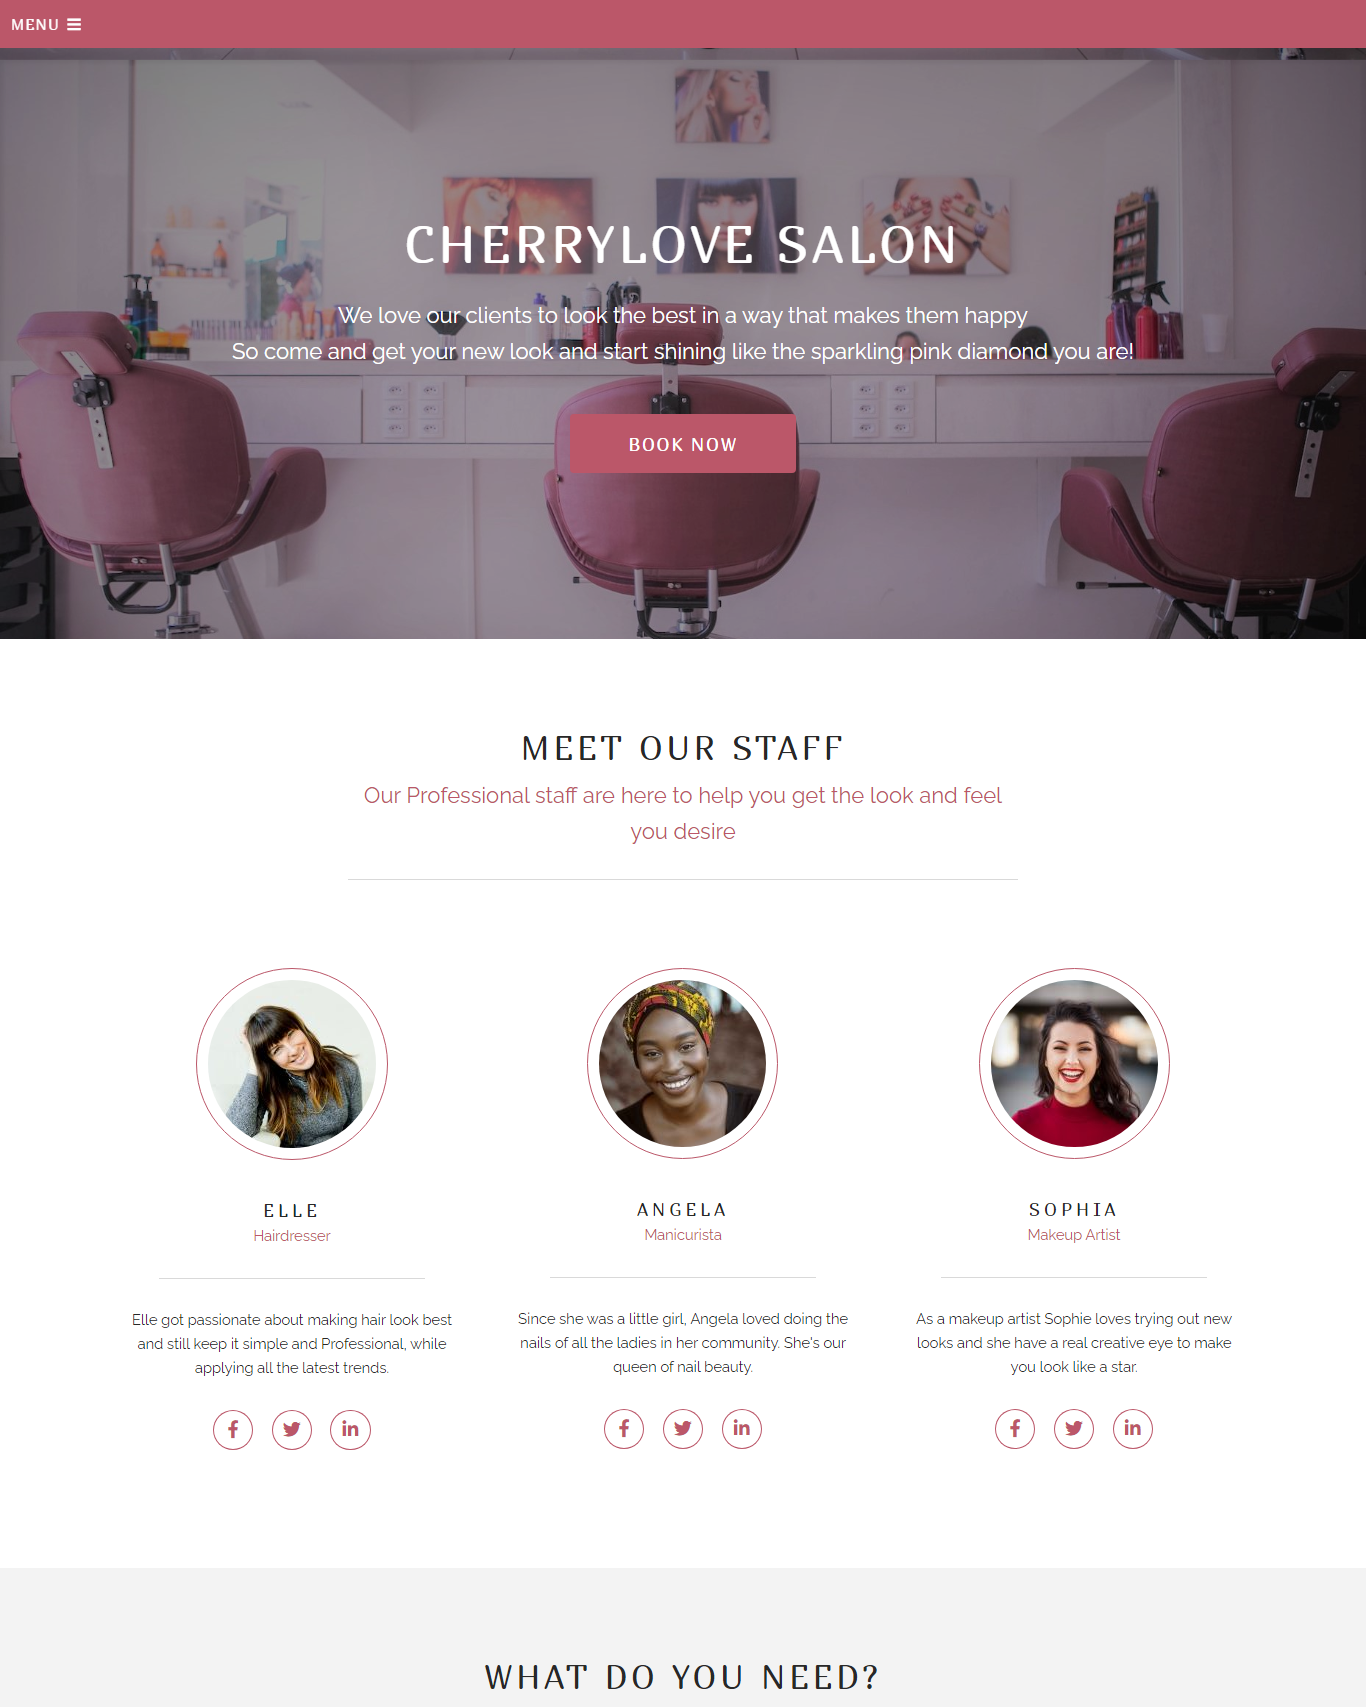 MENU
CHERRYLOVE SALON
We love our clients to look the best in a way that makes them happy
So come and get your new look and start shining like the sparkling pink diamond you are!
BOOK NOW
MEET OUR STAFF
Our Professional staff are here to help you get the look and feel
you desire
ELLE
Hairdresser
Elle got passionate about making hair look best
and still keep it simple and Professional, while
applying all the latest trends.
ANGELA
Manicurista
Since she was a little girl, Angela loved doing the
nails of all the ladies in her community. She's our
queen of nail beauty.
SOPHIA
Makeup Artist
As a makeup artist Sophie loves trying out new
looks and she have a real creative eye to make
you look like a star.
WHAT DO YOU NEED?